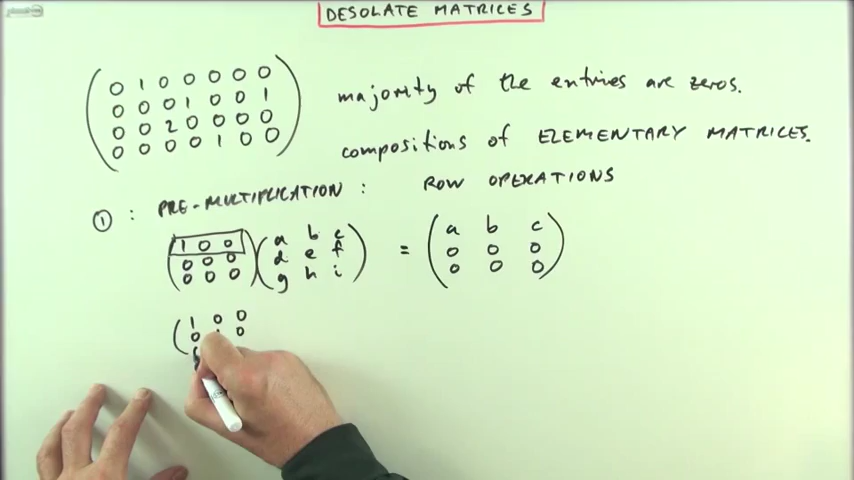 DESOLATE MATRICES
0 1 0 0 0 0 0
0 0 0 1 0 0 1
0 0 2 0 0 0 0
0 0 0 0 1 0 0
majority of the entries are zeros.
compositions of ELEMENTARY MATRICES.
① : PRE-MULTIPLICATION : ROW OPERATIONS
(1 0 0) (a b c) = (a b c)
(0 0 0) (d e f) (0 0 0)
(0 0 0) (g h i) (0 0 0)
(1 0 0
0 1 0